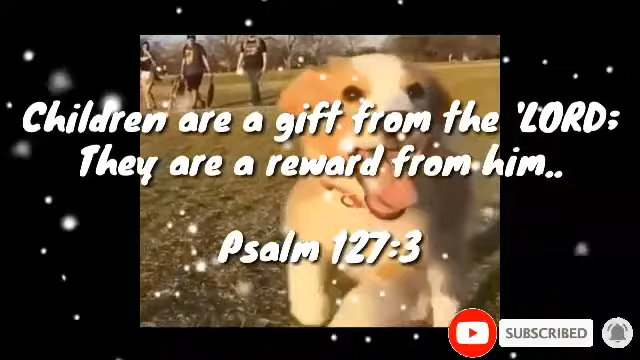 Children are a gift from the 'LORD;
They are a reward from him..
Psalm 127:3
SUBSCRIBED